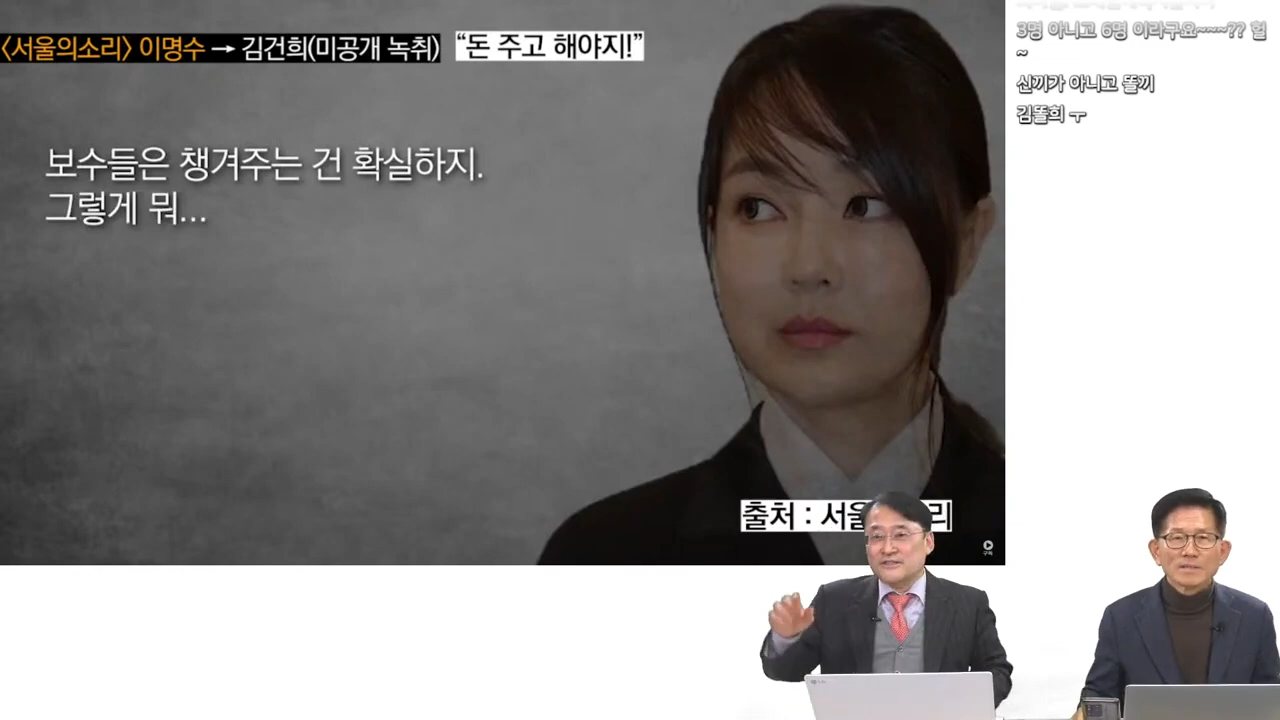 <서울의소리> 이명수 → 김건희(미공개 녹취) "돈 주고 해야지!"
보수들은 챙겨주는 건 확실하지.
그렇게 뭐...
출처 : 서울 리
구독
3명 아니고 6명 이라구요~~~?? 헐
~
신끼가 아니고 똘끼
김똘희 ㅜ